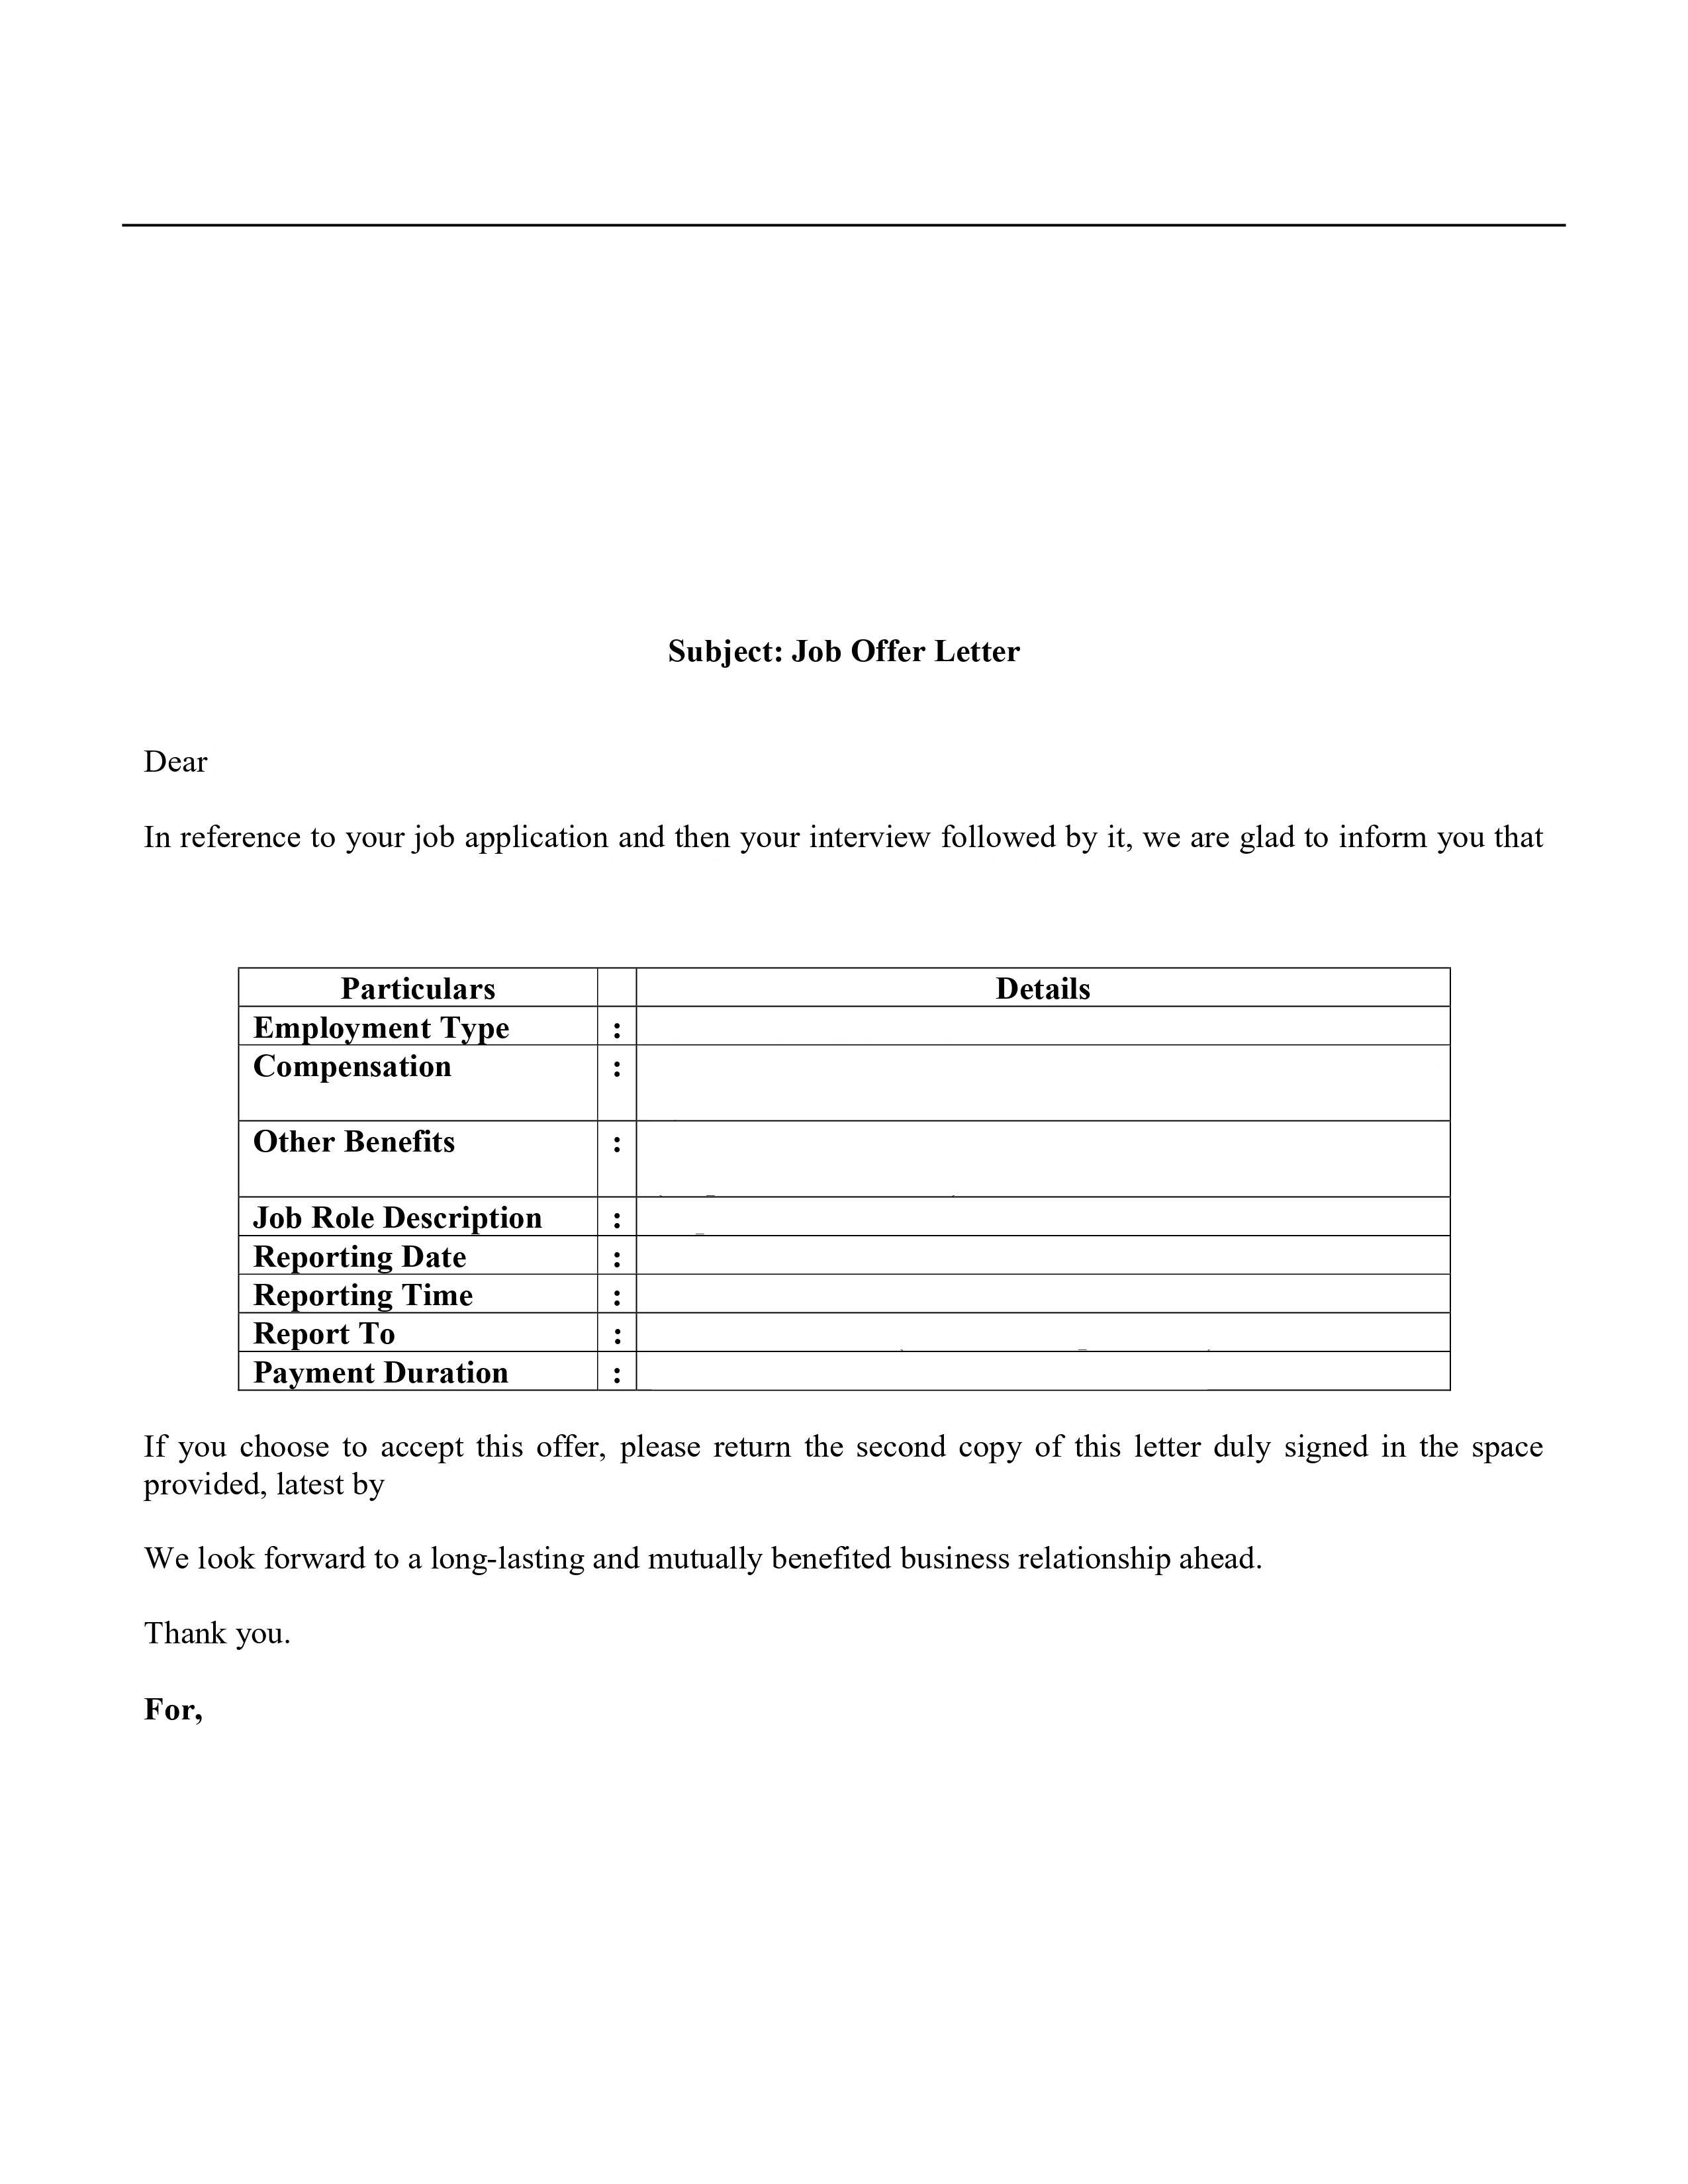 Subject: Job Offer Letter
Dear
In reference to your job application and then your interview followed by it, we are glad to inform you that
Particulars Details
Employment Type :
Compensation :
Other Benefits :
Job Role Description :
Reporting Date :
Reporting Time :
Report To :
Payment Duration :
If you choose to accept this offer, please return the second copy of this letter duly signed in the space
provided, latest by
We look forward to a long-lasting and mutually benefited business relationship ahead.
Thank you.
For,